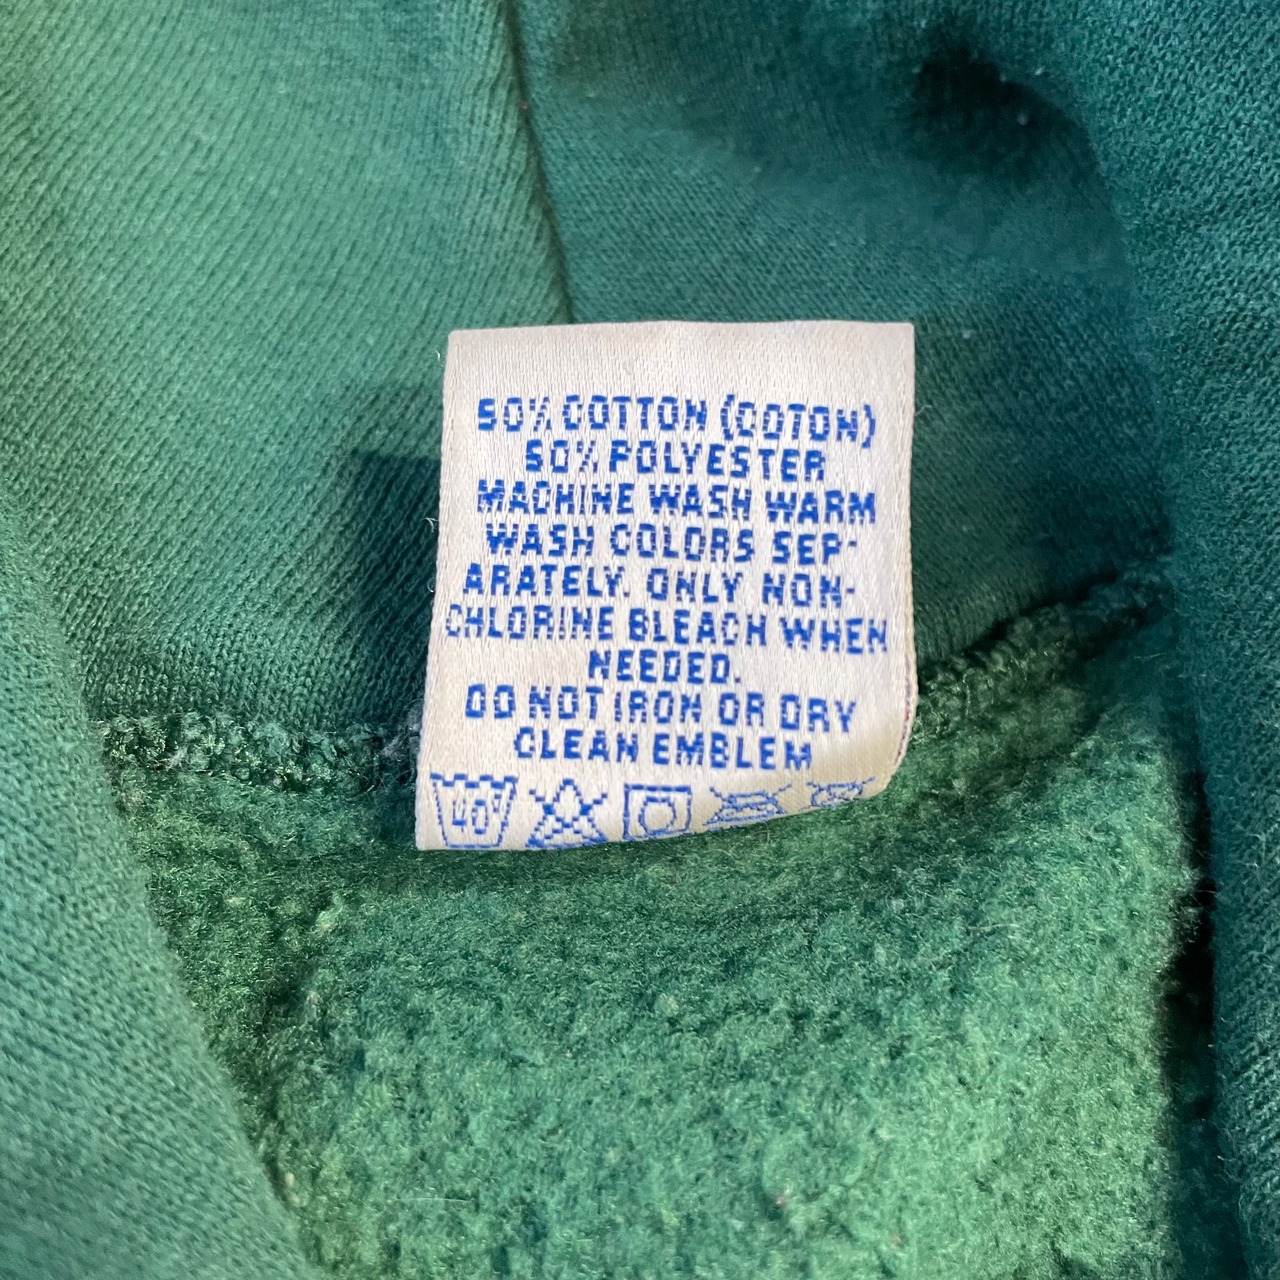 50% COTTON (COTON)
50% POLYESTER
MACHINE WASH WARM
WASH COLORS SEP-
ARATELY. ONLY NON-
CHLORINE BLEACH WHEN
NEEDED.
DO NOT IRON OR DRY
CLEAN EMBLEM
40°